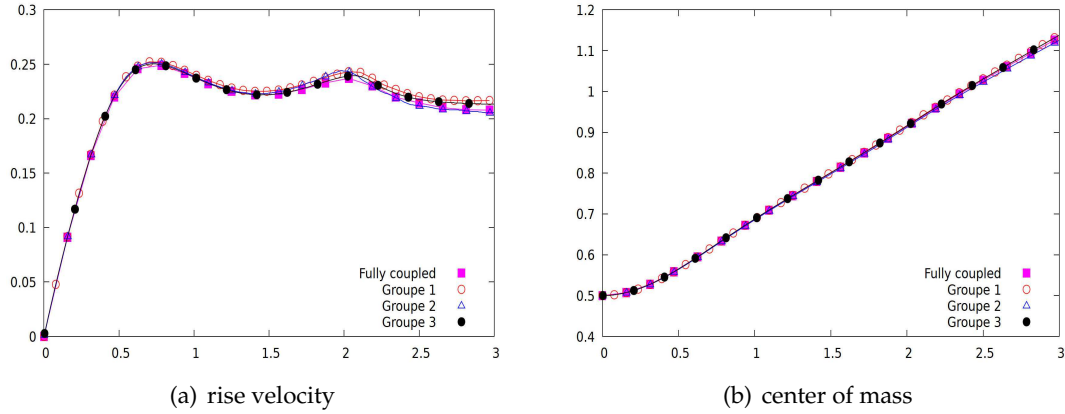 0.3
0.25
0.2
0.15
0.1
0.05
0
0 0.5 1 1.5 2 2.5 3
Fully coupled
Groupe 1
Groupe 2
Groupe 3
(a) rise velocity
1.2
1.1
1.0
0.9
0.8
0.7
0.6
0.5
0.4
0 0.5 1 1.5 2 2.5 3
Fully coupled
Groupe 1
Groupe 2
Groupe 3
(b) center of mass